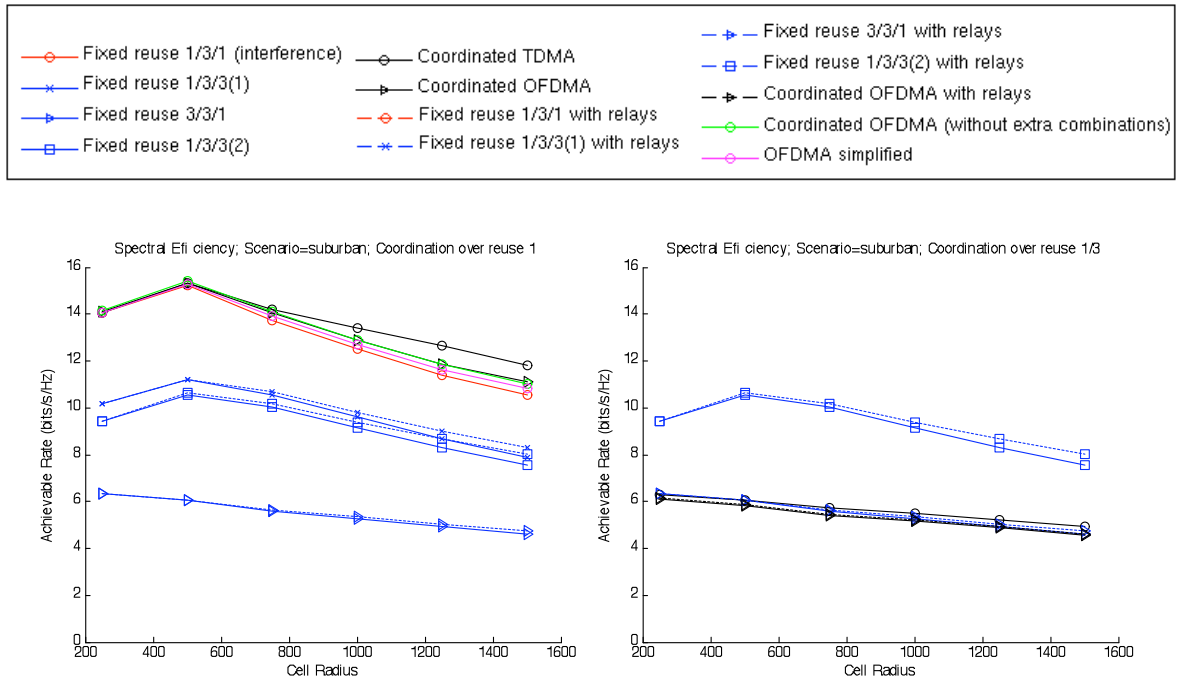 Fixed reuse 1/3/1 (interference)
Fixed reuse 1/3/3(1)
Fixed reuse 3/3/1
Fixed reuse 1/3/3(2)
Coordinated TDMA
Coordinated OFDMA
Fixed reuse 1/3/1 with relays
Fixed reuse 1/3/3(1) with relays
Fixed reuse 3/3/1 with relays
Fixed reuse 1/3/3(2) with relays
Coordinated OFDMA with relays
Coordinated OFDMA (without extra combinations)
OFDMA simplified
Spectral Efi ciency; Scenario=suburban; Coordination over reuse 1
16
14
12
10
8
6
4
2
0
200 400 600 800 1000 1200 1400 1600
Achievable Rate (bits/s/Hz)
Cell Radius
Spectral Efi ciency; Scenario=suburban; Coordination over reuse 1/3
16
14
12
10
8
6
4
2
0
200 400 600 800 1000 1200 1400 1600
Achievable Rate (bits/s/Hz)
Cell Radius